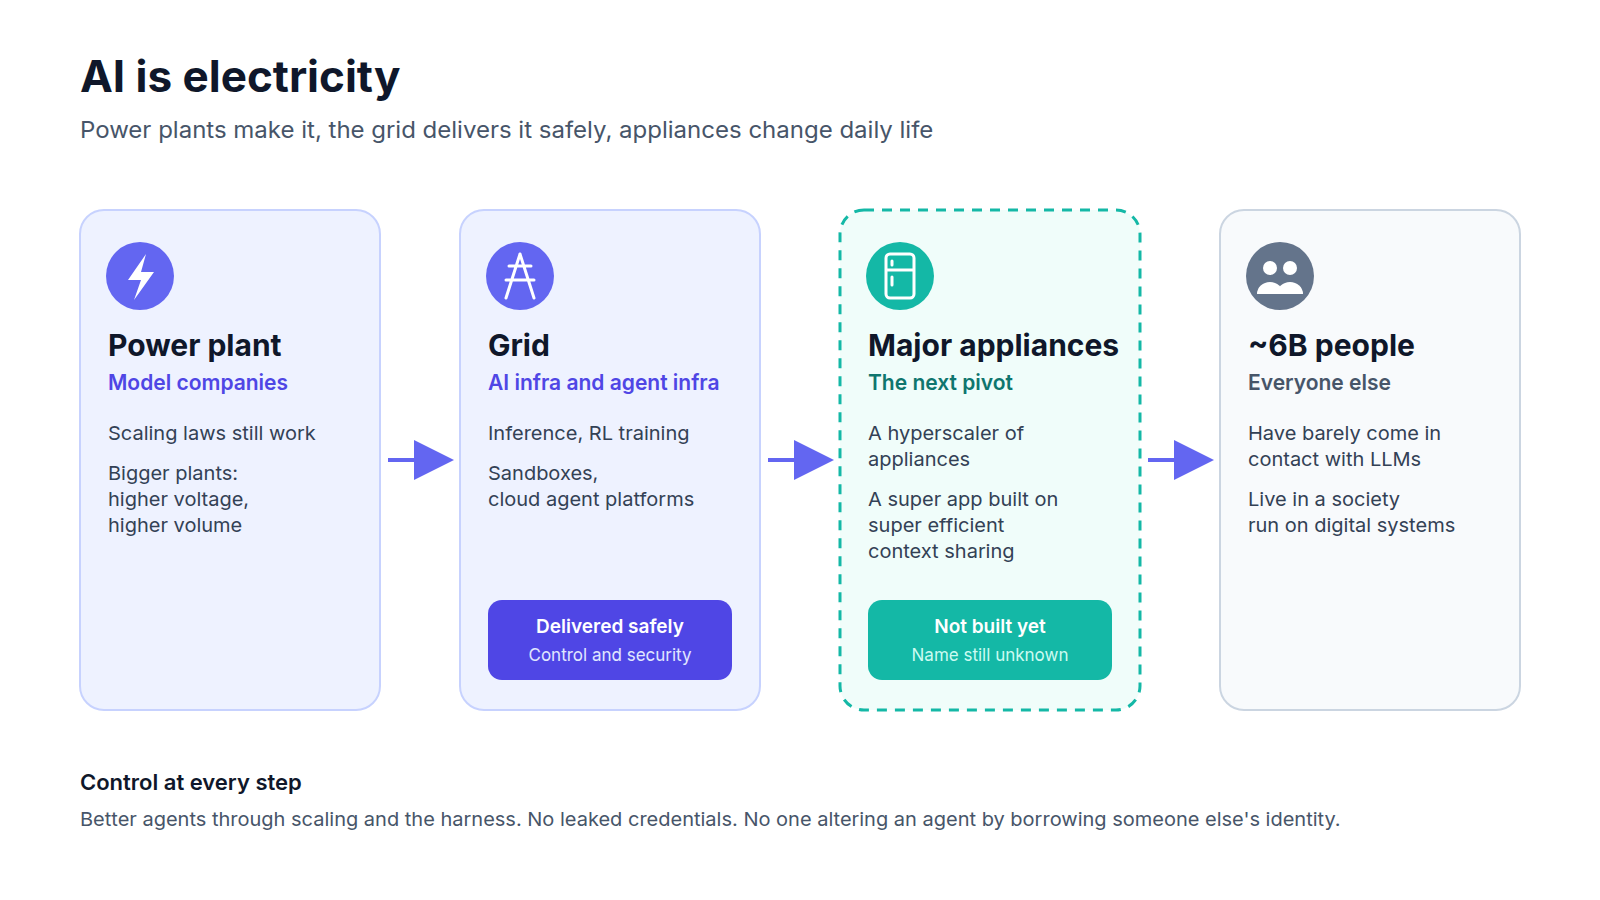 AI is electricity
Power plants make it, the grid delivers it safely, appliances change daily life
Power plant
Model companies
Scaling laws still work
Bigger plants:
higher voltage,
higher volume
Grid
AI infra and agent infra
Inference, RL training
Sandboxes,
cloud agent platforms
Delivered safely
Control and security
Major appliances
The next pivot
A hyperscaler of
appliances
A super app built on
super efficient
context sharing
Not built yet
Name still unknown
~6B people
Everyone else
Have barely come in
contact with LLMs
Live in a society
run on digital systems
Control at every step
Better agents through scaling and the harness. No leaked credentials. No one altering an agent by borrowing someone else's identity.